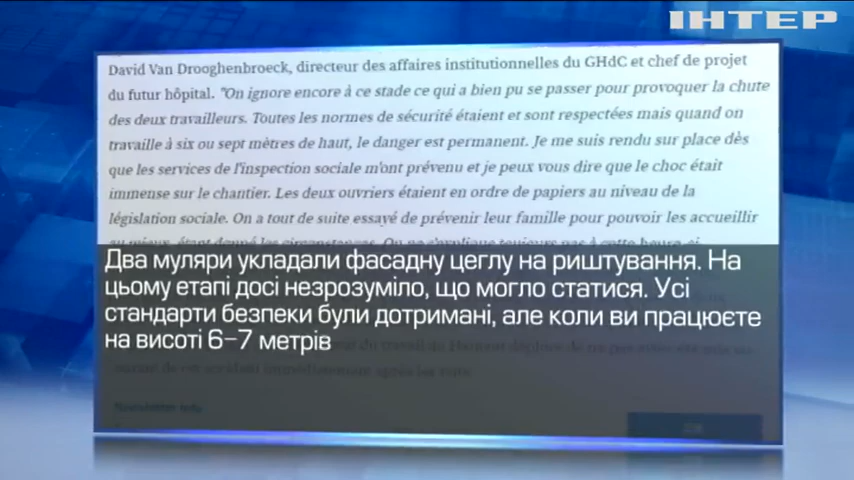 ІНТЕР
David Van Drooghenbroeck, directeur des affaires institutionnelles du GHdC et chef de projet
du futur hôpital. "On ignore encore à ce stade ce qui a bien pu se passer pour provoquer la chute
des deux travailleurs. Toutes les normes de sécurité étaient et sont respectées mais quand on
travaille à six ou sept mètres de haut, le danger est permanent. Je me suis rendu sur place dès
que les services de l'inspection sociale m'ont prévenu et je peux vous dire que le choc était
immense sur le chantier. Les deux ouvriers étaient en ordre de papiers au niveau de la
législation sociale. On a tout de suite essayé de prévenir leur famille pour pouvoir les accueillir
Два муляри укладали фасадну цеглу на риштування. На
цьому етапі досі незрозуміло, що могло статися. Усі
стандарти безпеки були дотримані, але коли ви працюєте
на висоті 6–7 метрів